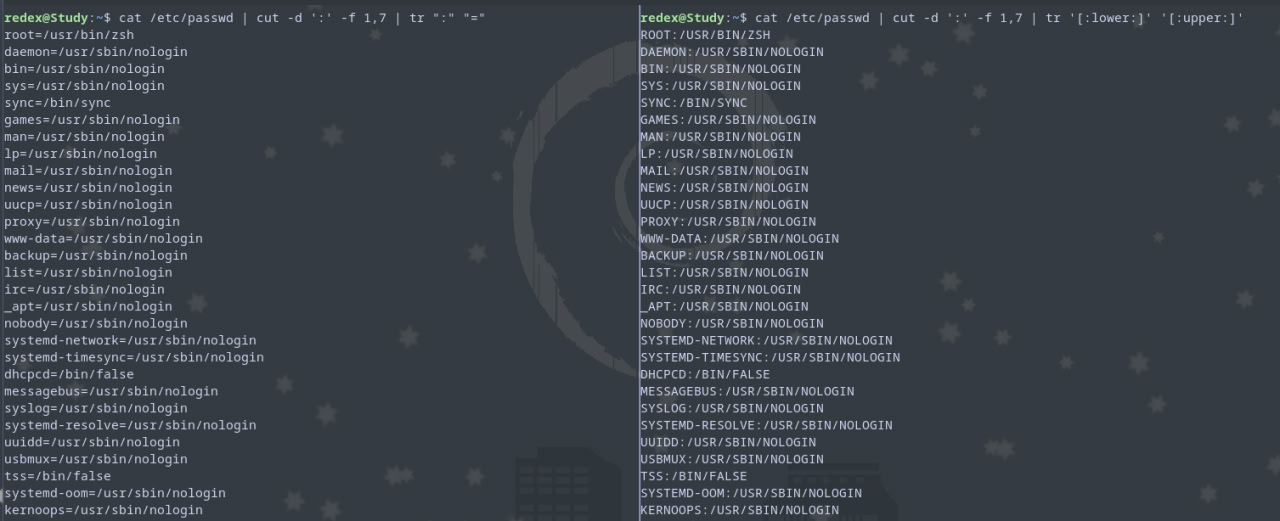 redex@Study:~$ cat /etc/passwd | cut -d ':' -f 1,7 | tr ":" "="
root=/usr/bin/zsh
daemon=/usr/sbin/nologin
bin=/usr/sbin/nologin
sys=/usr/sbin/nologin
sync=/bin/sync
games=/usr/sbin/nologin
man=/usr/sbin/nologin
lp=/usr/sbin/nologin
mail=/usr/sbin/nologin
news=/usr/sbin/nologin
uucp=/usr/sbin/nologin
proxy=/usr/sbin/nologin
www-data=/usr/sbin/nologin
backup=/usr/sbin/nologin
list=/usr/sbin/nologin
irc=/usr/sbin/nologin
_apt=/usr/sbin/nologin
nobody=/usr/sbin/nologin
systemd-network=/usr/sbin/nologin
systemd-timesync=/usr/sbin/nologin
dhcpcd=/bin/false
messagebus=/usr/sbin/nologin
syslog=/usr/sbin/nologin
systemd-resolve=/usr/sbin/nologin
uuidd=/usr/sbin/nologin
usbmux=/usr/sbin/nologin
tss=/bin/false
systemd-oom=/usr/sbin/nologin
kernoops=/usr/sbin/nologin
redex@Study:~$ cat /etc/passwd | cut -d ':' -f 1,7 | tr '[:lower:]' '[:upper:]'
ROOT:/USR/BIN/ZSH
DAEMON:/USR/SBIN/NOLOGIN
BIN:/USR/SBIN/NOLOGIN
SYS:/USR/SBIN/NOLOGIN
SYNC:/BIN/SYNC
GAMES:/USR/SBIN/NOLOGIN
MAN:/USR/SBIN/NOLOGIN
LP:/USR/SBIN/NOLOGIN
MAIL:/USR/SBIN/NOLOGIN
NEWS:/USR/SBIN/NOLOGIN
UUCP:/USR/SBIN/NOLOGIN
PROXY:/USR/SBIN/NOLOGIN
WWW-DATA:/USR/SBIN/NOLOGIN
BACKUP:/USR/SBIN/NOLOGIN
LIST:/USR/SBIN/NOLOGIN
IRC:/USR/SBIN/NOLOGIN
_APT:/USR/SBIN/NOLOGIN
NOBODY:/USR/SBIN/NOLOGIN
SYSTEMD-NETWORK:/USR/SBIN/NOLOGIN
SYSTEMD-TIMESYNC:/USR/SBIN/NOLOGIN
DHCPCD:/BIN/FALSE
MESSAGEBUS:/USR/SBIN/NOLOGIN
SYSLOG:/USR/SBIN/NOLOGIN
SYSTEMD-RESOLVE:/USR/SBIN/NOLOGIN
UUIDD:/USR/SBIN/NOLOGIN
USBMUX:/USR/SBIN/NOLOGIN
TSS:/BIN/FALSE
SYSTEMD-OOM:/USR/SBIN/NOLOGIN
KERNOOPS:/USR/SBIN/NOLOGIN